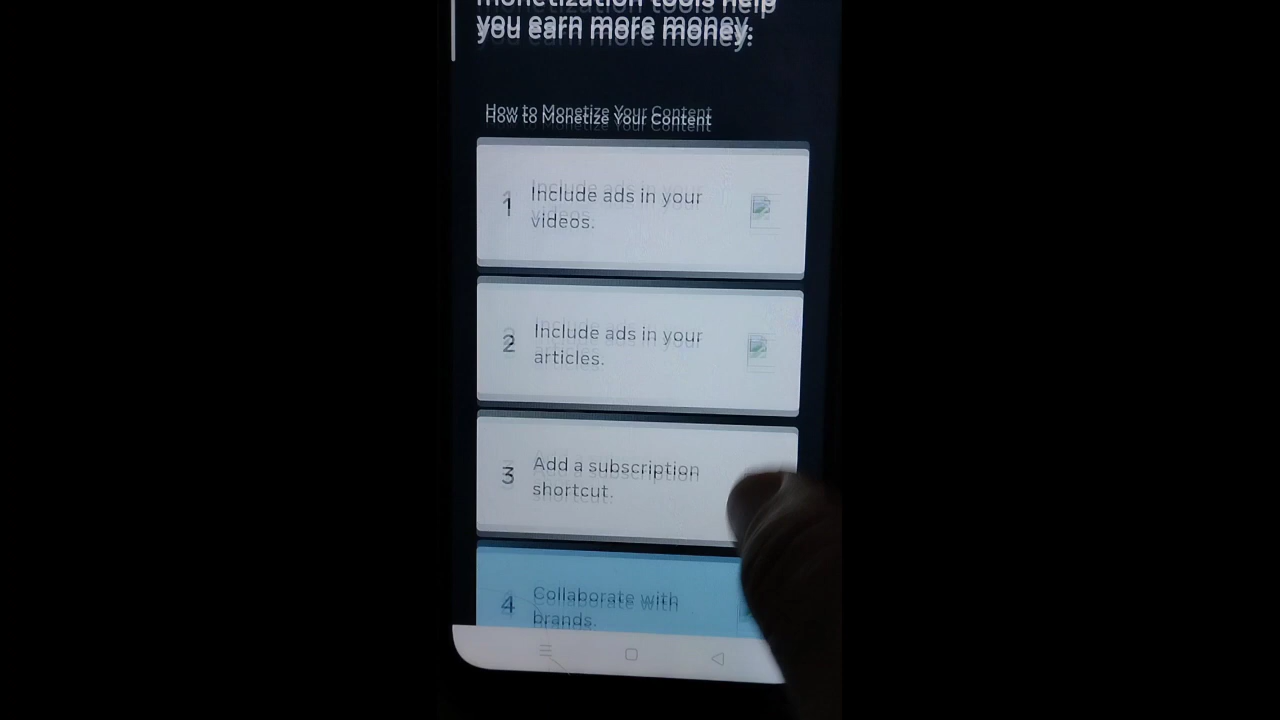 monetization tools help
you earn more money.
How to Monetize Your Content
1
Include ads in your
videos.
2
Include ads in your
articles.
3
Add a subscription
shortcut.
4
Collaborate with
brands.